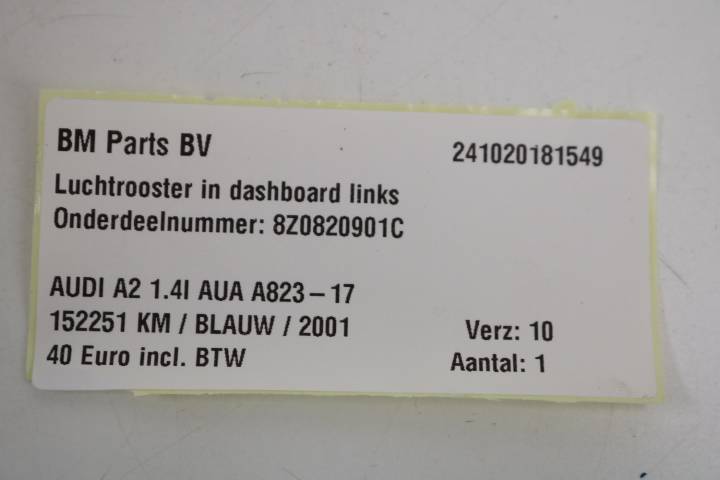 BM Parts BV 241020181549
Luchtrooster in dashboard links
Onderdeelnummer: 8Z0820901C
AUDI A2 1.4I AUA A823-17
152251 KM / BLAUW / 2001 Verz: 10
40 Euro incl. BTW Aantal: 1